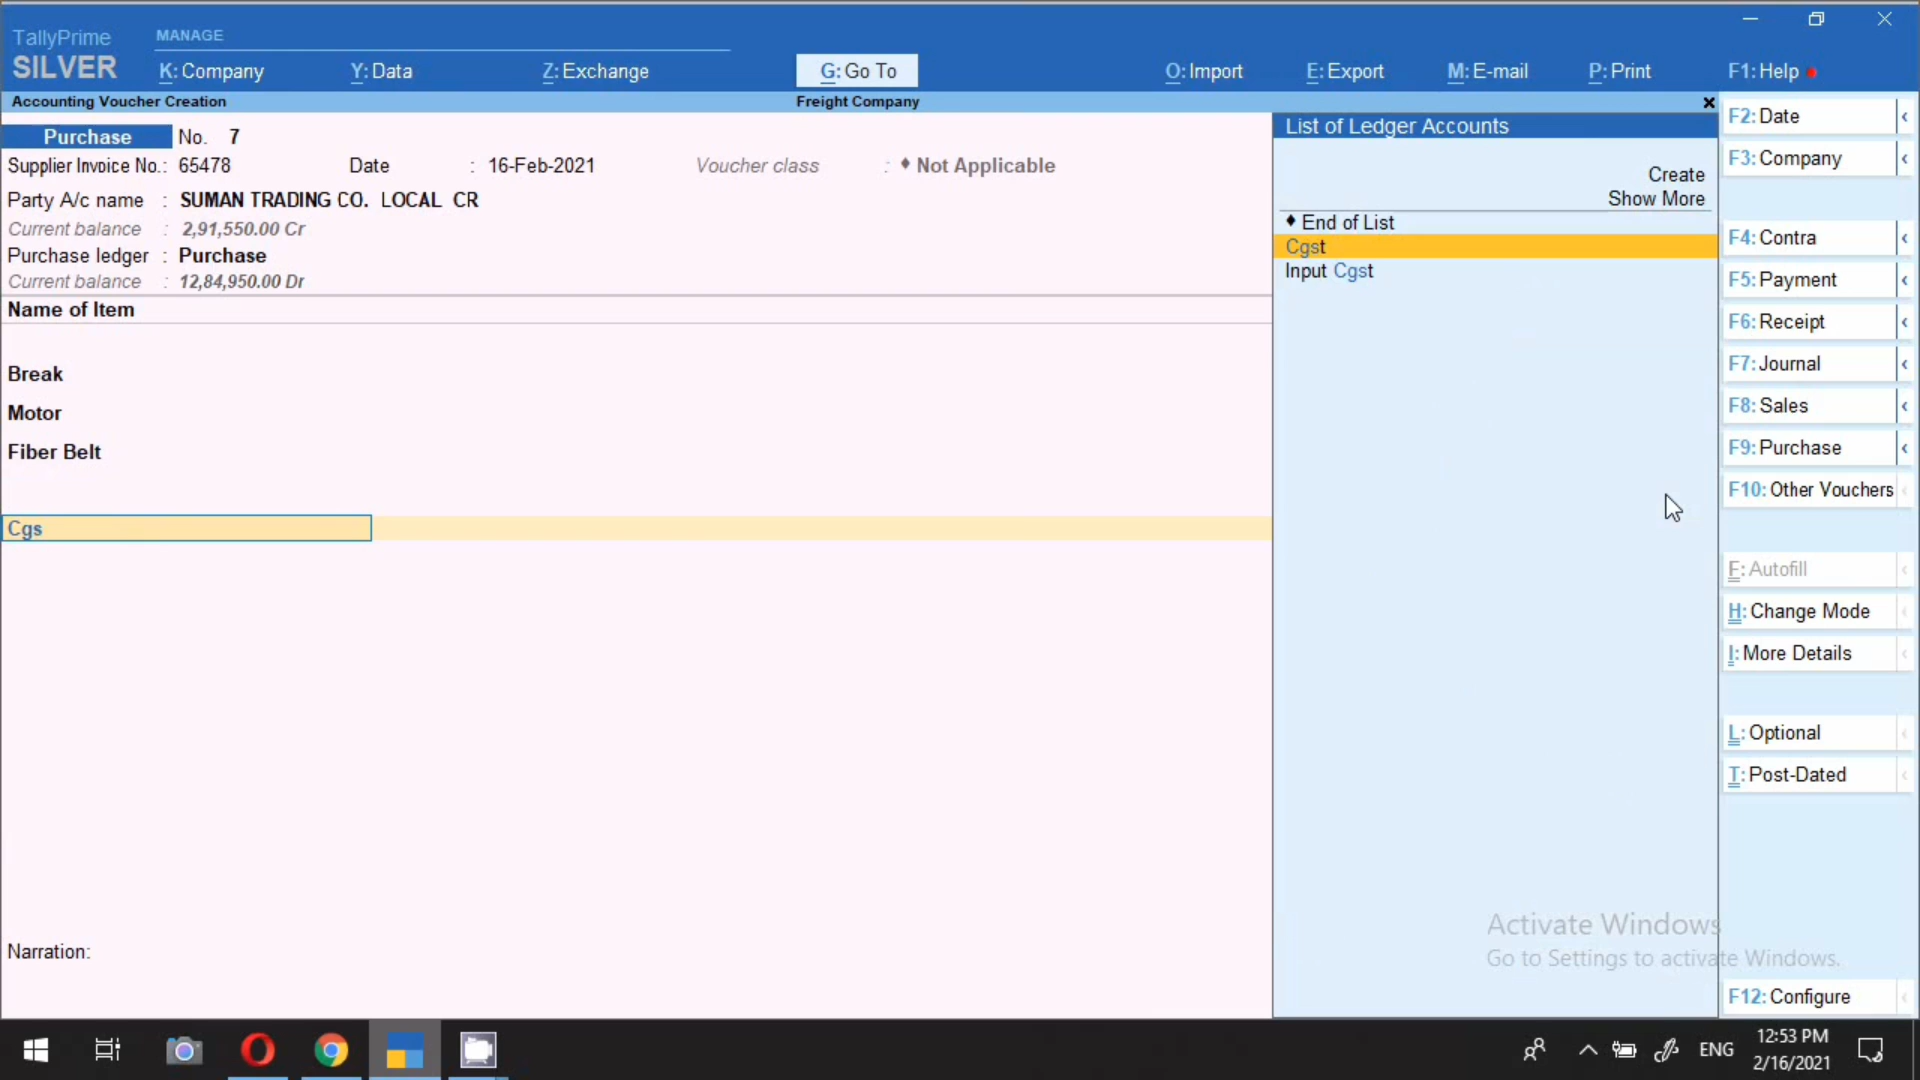 TallyPrime
SILVER
MANAGE
K: Company
Y: Data
Z: Exchange
G: Go To
O: Import
E: Export
M: E-mail
P: Print
F1: Help
Accounting Voucher Creation
Freight Company
Purchase No. 7
Supplier Invoice No.: 65478 Date : 16-Feb-2021 Voucher class : ♦ Not Applicable
Party A/c name : SUMAN TRADING CO. LOCAL CR
Current balance : 2,91,550.00 Cr
Purchase ledger : Purchase
Current balance : 12,84,950.00 Dr
Name of Item
Break
Motor
Fiber Belt
Cgs
Narration:
List of Ledger Accounts
Create
Show More
♦ End of List
Cgst
Input Cgst
F2: Date
F3: Company
F4: Contra
F5: Payment
F6: Receipt
F7: Journal
F8: Sales
F9: Purchase
F10: Other Vouchers
F: Autofill
H: Change Mode
I: More Details
L: Optional
T: Post-Dated
Activate Windows
Go to Settings to activate Windows.
F12: Configure
ENG
12:53 PM
2/16/2021